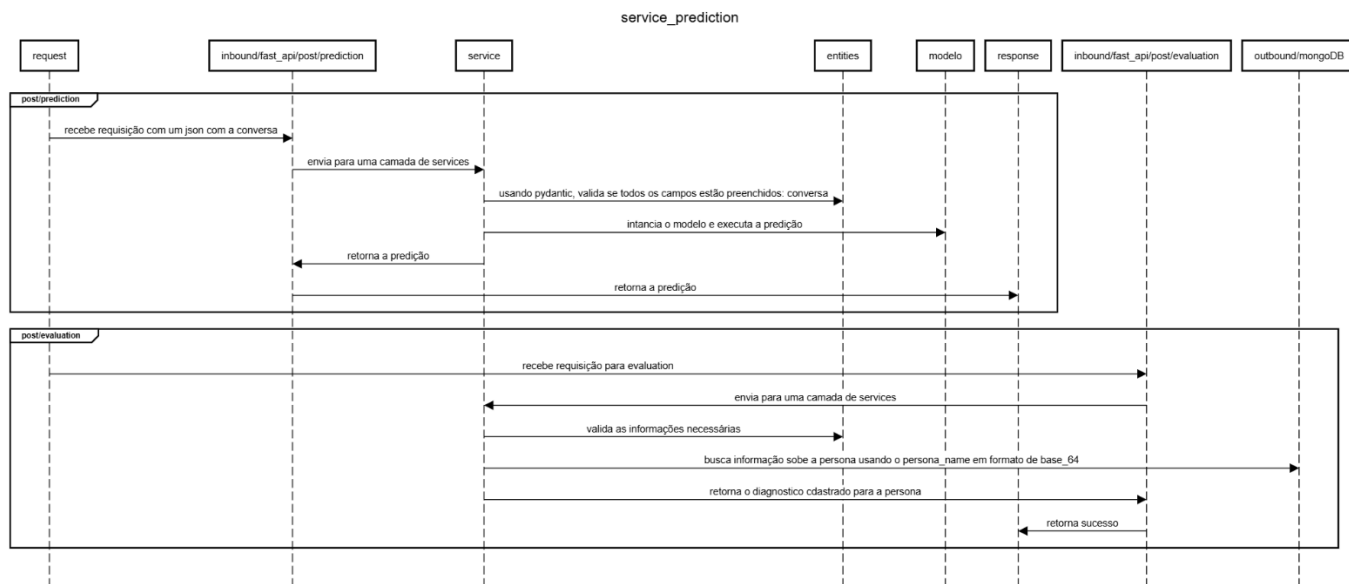 service_prediction
request
inbound/fast_api/post/prediction
service
entities
modelo
response
inbound/fast_api/post/evaluation
outbound/mongoDB
post/prediction
recebe requisição com um json com a conversa
envia para uma camada de services
usando pydantic, valida se todos os campos estão preenchidos: conversa
intancia o modelo e executa a predição
retorna a predição
retorna a predição
post/evaluation
recebe requisição para evaluation
envia para uma camada de services
valida as informações necessárias
busca informação sobe a persona usando o persona_name em formato de base_64
retorna o diagnostico cdastrado para a persona
retorna sucesso